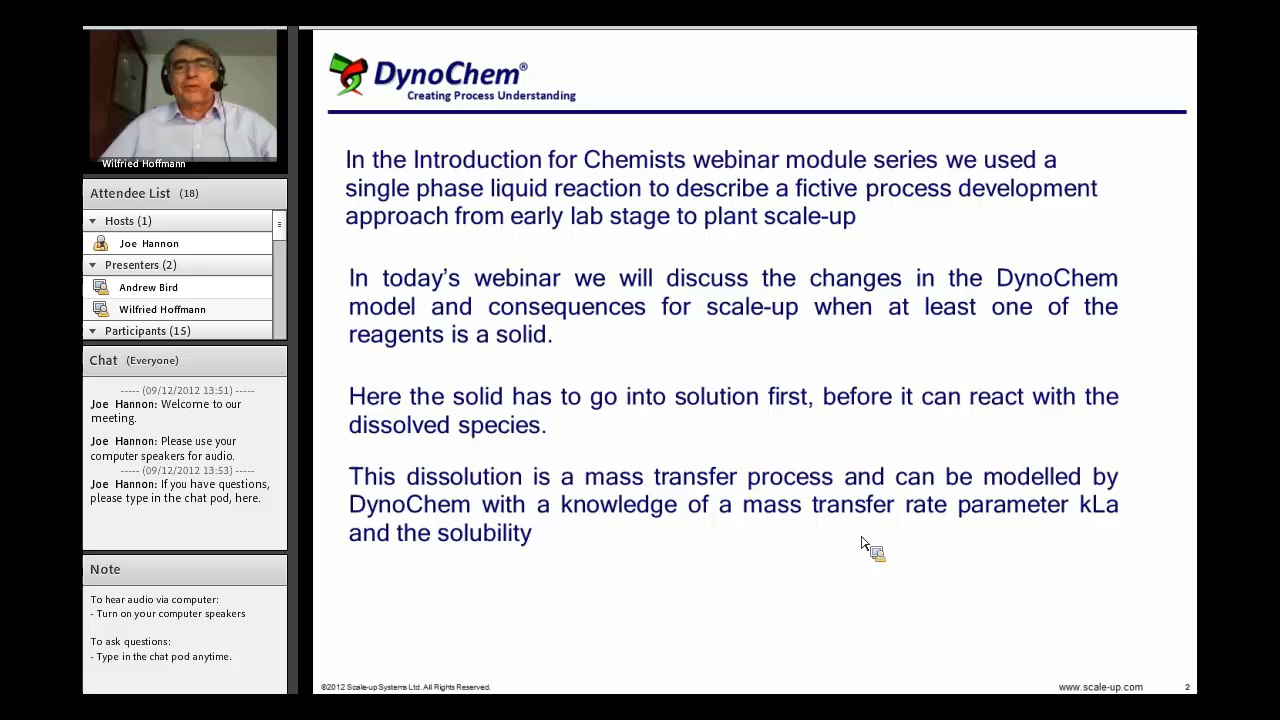 Wilfried Hoffmann
Attendee List (18)
Hosts (1)
Joe Hannon
Presenters (2)
Andrew Bird
Wilfried Hoffmann
Participants (15)
Chat (Everyone)
----- (09/12/2012 13:51) -----
Joe Hannon: Welcome to our
meeting.
Joe Hannon: Please use your
computer speakers for audio.
----- (09/12/2012 13:53) -----
Joe Hannon: If you have questions,
please type in the chat pod, here.
Note
To hear audio via computer:
- Turn on your computer speakers
To ask questions:
- Type in the chat pod anytime.
DynoChem®
Creating Process Understanding
In the Introduction for Chemists webinar module series we used a
single phase liquid reaction to describe a fictive process development
approach from early lab stage to plant scale-up
In today's webinar we will discuss the changes in the DynoChem
model and consequences for scale-up when at least one of the
reagents is a solid.
Here the solid has to go into solution first, before it can react with the
dissolved species.
This dissolution is a mass transfer process and can be modelled by
DynoChem with a knowledge of a mass transfer rate parameter kLa
and the solubility
©2012 Scale-up Systems Ltd. All Rights Reserved.
www.scale-up.com 2